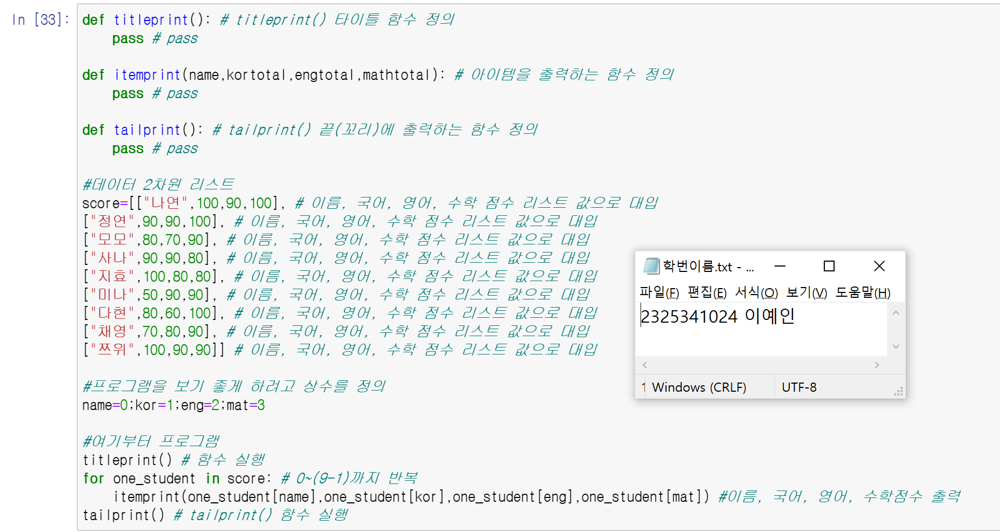 In [33]:
def titleprint(): # titleprint() 타이틀 함수 정의
    pass # pass

def itemprint(name,kortotal,engtotal,mathtotal): # 아이템을 출력하는 함수 정의
    pass # pass

def tailprint(): # tailprint() 끝(꼬리)에 출력하는 함수 정의
    pass # pass

#데이터 2차원 리스트
score=[["나연",100,90,100], # 이름, 국어, 영어, 수학 점수 리스트 값으로 대입
["정연",90,90,100], # 이름, 국어, 영어, 수학 점수 리스트 값으로 대입
["모모",80,70,90], # 이름, 국어, 영어, 수학 점수 리스트 값으로 대입
["사나",90,90,80], # 이름, 국어, 영어, 수학 점수 리스트 값으로 대입
["지효",100,80,80], # 이름, 국어, 영어, 수학 점수 리스트 값으로 대입
["미나",50,90,90], # 이름, 국어, 영어, 수학 점수 리스트 값으로 대입
["다현",80,60,100], # 이름, 국어, 영어, 수학 점수 리스트 값으로 대입
["채영",70,80,90], # 이름, 국어, 영어, 수학 점수 리스트 값으로 대입
["쯔위",100,90,90]] # 이름, 국어, 영어, 수학 점수 리스트 값으로 대입

#프로그램을 보기 좋게 하려고 상수를 정의
name=0;kor=1;eng=2;mat=3

#여기부터 프로그램
titleprint() # 함수 실행
for one_student in score: # 0~(9-1)까지 반복
    itemprint(one_student[name],one_student[kor],one_student[eng],one_student[mat]) #이름, 국어, 영어, 수학점수 출력
tailprint() # tailprint() 함수 실행
학번이름.txt - ...
파일(F) 편집(E) 서식(O) 보기(V) 도움말(H)
2325341024 이예인
1 Windows (CRLF) UTF-8